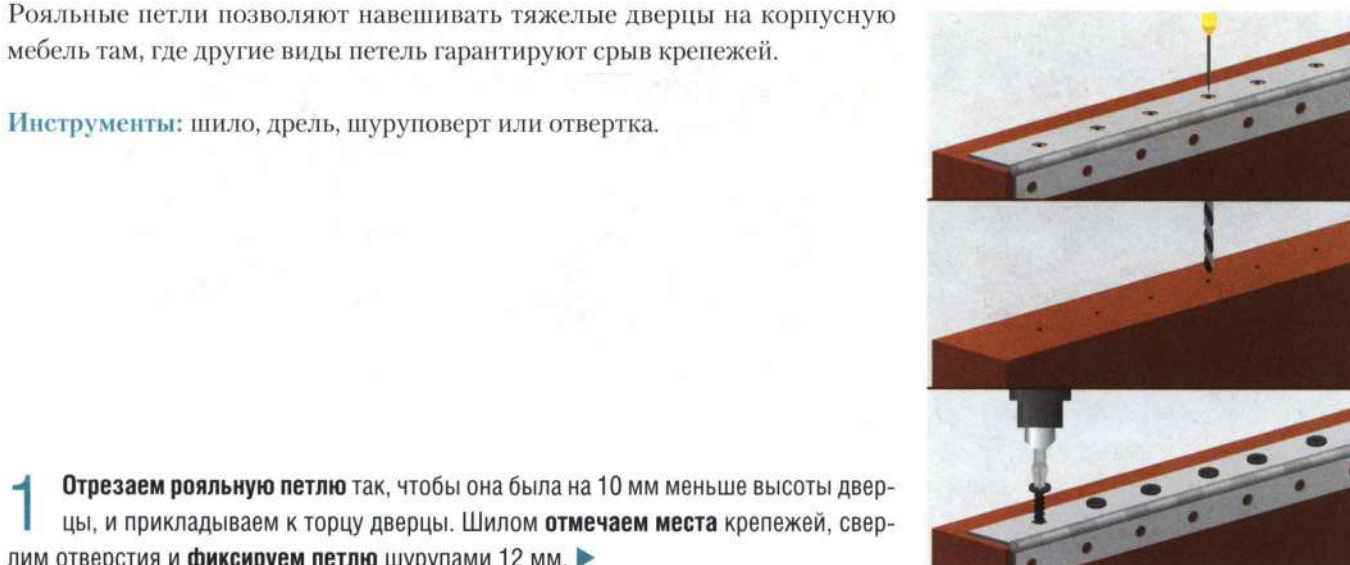 Рояльные петли позволяют навешивать тяжелые дверцы на корпусную
мебель там, где другие виды петель гарантируют срыв крепежей.
Инструменты: шило, дрель, шуруповерт или отвертка.
1 Отрезаем рояльную петлю так, чтобы она была на 10 мм меньше высоты двер-
цы, и прикладываем к торцу дверцы. Шилом отмечаем места крепежей, свер-
лим отверстия и фиксируем петлю шурупами 12 мм.